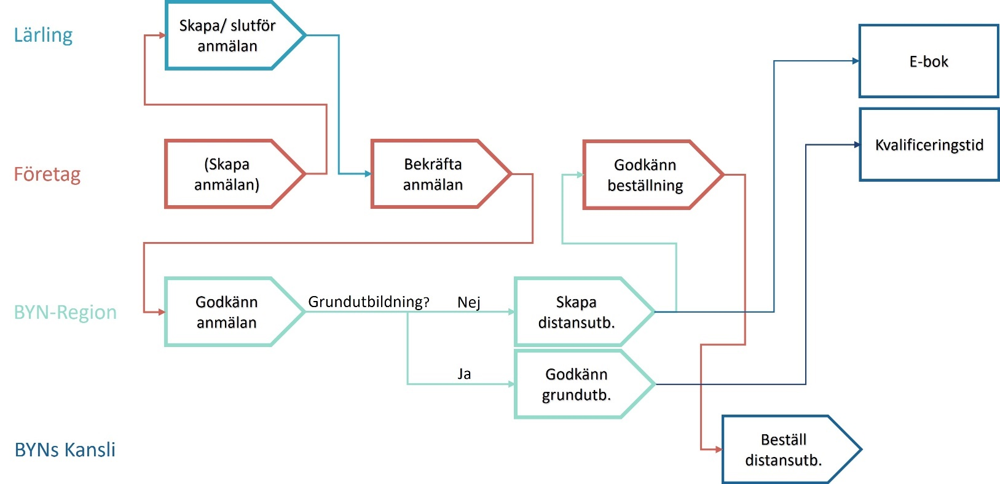 Lärling
Skapa/ slutför
anmälan
E-bok
Kvalificeringstid
Företag
(Skapa
anmälan)
Bekräfta
anmälan
Godkänn
beställning
BYN-Region
Godkänn
anmälan
Grundutbildning?
Nej
Skapa
distansutb.
Ja
Godkänn
grundutb.
BYNs Kansli
Beställ
distansutb.